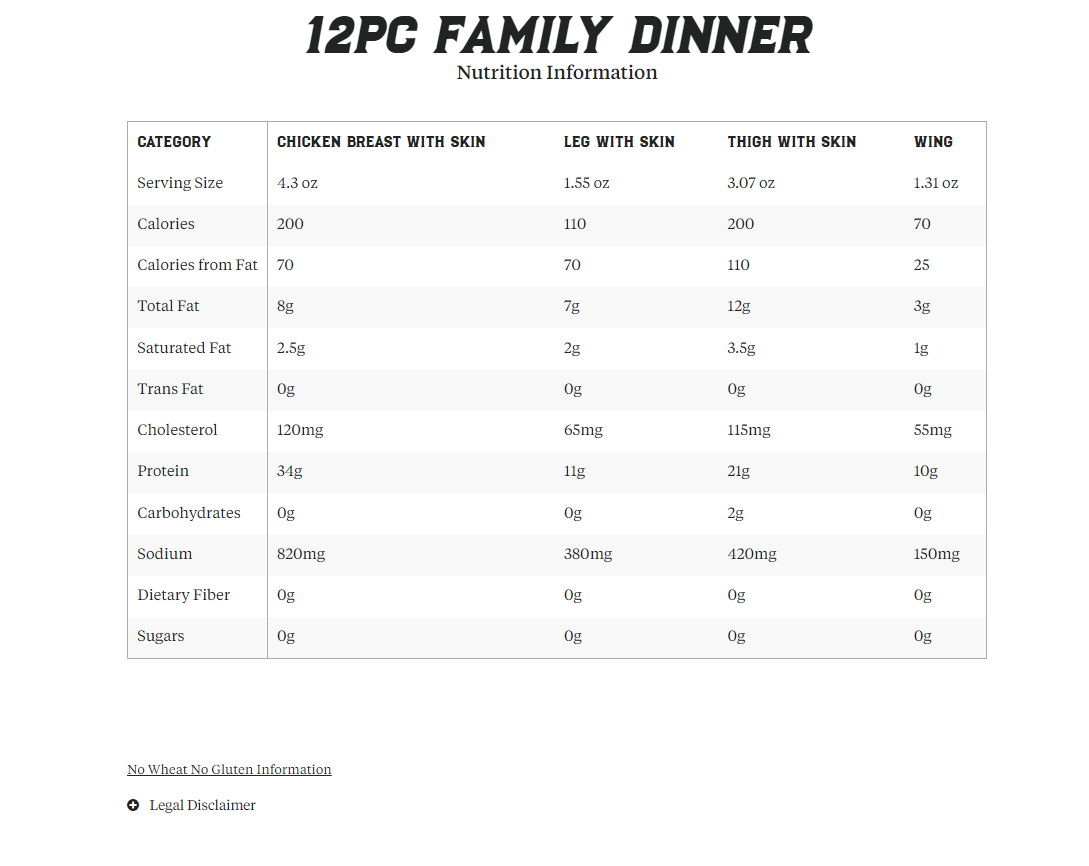 12PC FAMILY DINNER
Nutrition Information
CATEGORY CHICKEN BREAST WITH SKIN LEG WITH SKIN THIGH WITH SKIN WING
Serving Size 4.3 oz 1.55 oz 3.07 oz 1.31 oz
Calories 200 110 200 70
Calories from Fat 70 70 110 25
Total Fat 8g 7g 12g 3g
Saturated Fat 2.5g 2g 3.5g 1g
Trans Fat 0g 0g 0g 0g
Cholesterol 120mg 65mg 115mg 55mg
Protein 34g 11g 21g 10g
Carbohydrates 0g 0g 2g 0g
Sodium 820mg 380mg 420mg 150mg
Dietary Fiber 0g 0g 0g 0g
Sugars 0g 0g 0g 0g
No Wheat No Gluten Information
Legal Disclaimer